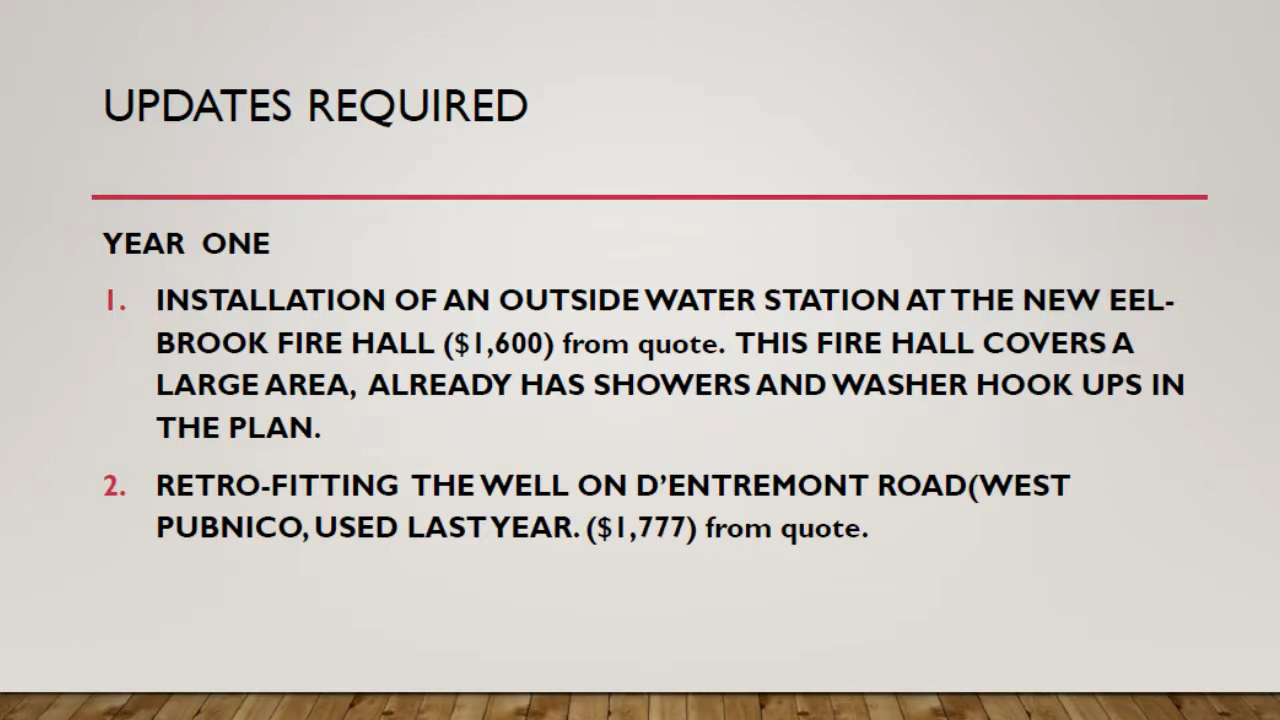 UPDATES REQUIRED
YEAR ONE
1. INSTALLATION OF AN OUTSIDE WATER STATION AT THE NEW EEL-
BROOK FIRE HALL ($1,600) from quote. THIS FIRE HALL COVERS A
LARGE AREA, ALREADY HAS SHOWERS AND WASHER HOOK UPS IN
THE PLAN.
2. RETRO-FITTING THE WELL ON D’ENTREMONT ROAD(WEST
PUBNICO, USED LAST YEAR. ($1,777) from quote.